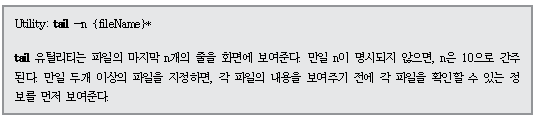 Utility: tail -n {fileName}*
tail 유틸리티는 파일의 마지막 n개의 줄을 화면에 보여준다. 만일 n이 명시되지 않으면, n은 10으로 간주
된다. 만일 두개 이상의 파일을 지정하면, 각 파일의 내용을 보여주기 전에 각 파일을 확인할 수 있는 정
보를 먼저 보여준다.